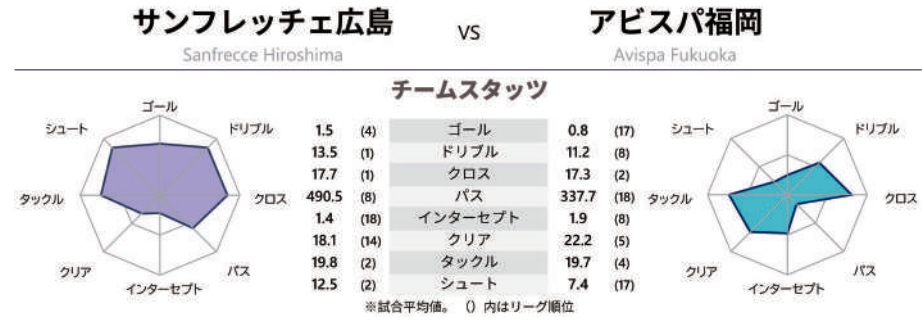 サンフレッチェ広島 VS アビスパ福岡
Sanfrecce Hiroshima Avispa Fukuoka
チームスタッツ
ゴール
シュート ドリブル
タックル クロス
クリア パス
インターセプト
1.5 (4) ゴール 0.8 (17)
13.5 (1) ドリブル 11.2 (8)
17.7 (1) クロス 17.3 (2)
490.5 (8) パス 337.7 (18)
1.4 (18) インターセプト 1.9 (8)
18.1 (14) クリア 22.2 (5)
19.8 (2) タックル 19.7 (4)
12.5 (2) シュート 7.4 (17)
※試合平均値。 () 内はリーグ順位
ゴール
シュート ドリブル
タックル クロス
クリア パス
インターセプト